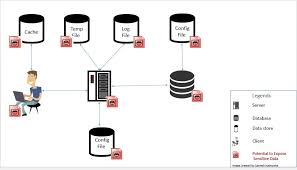 Cache
Temp
File
Log
File
Config
File
Config
File
Legends
Server
Database
Data store
Client
Potential to Expose
Sensitive Data